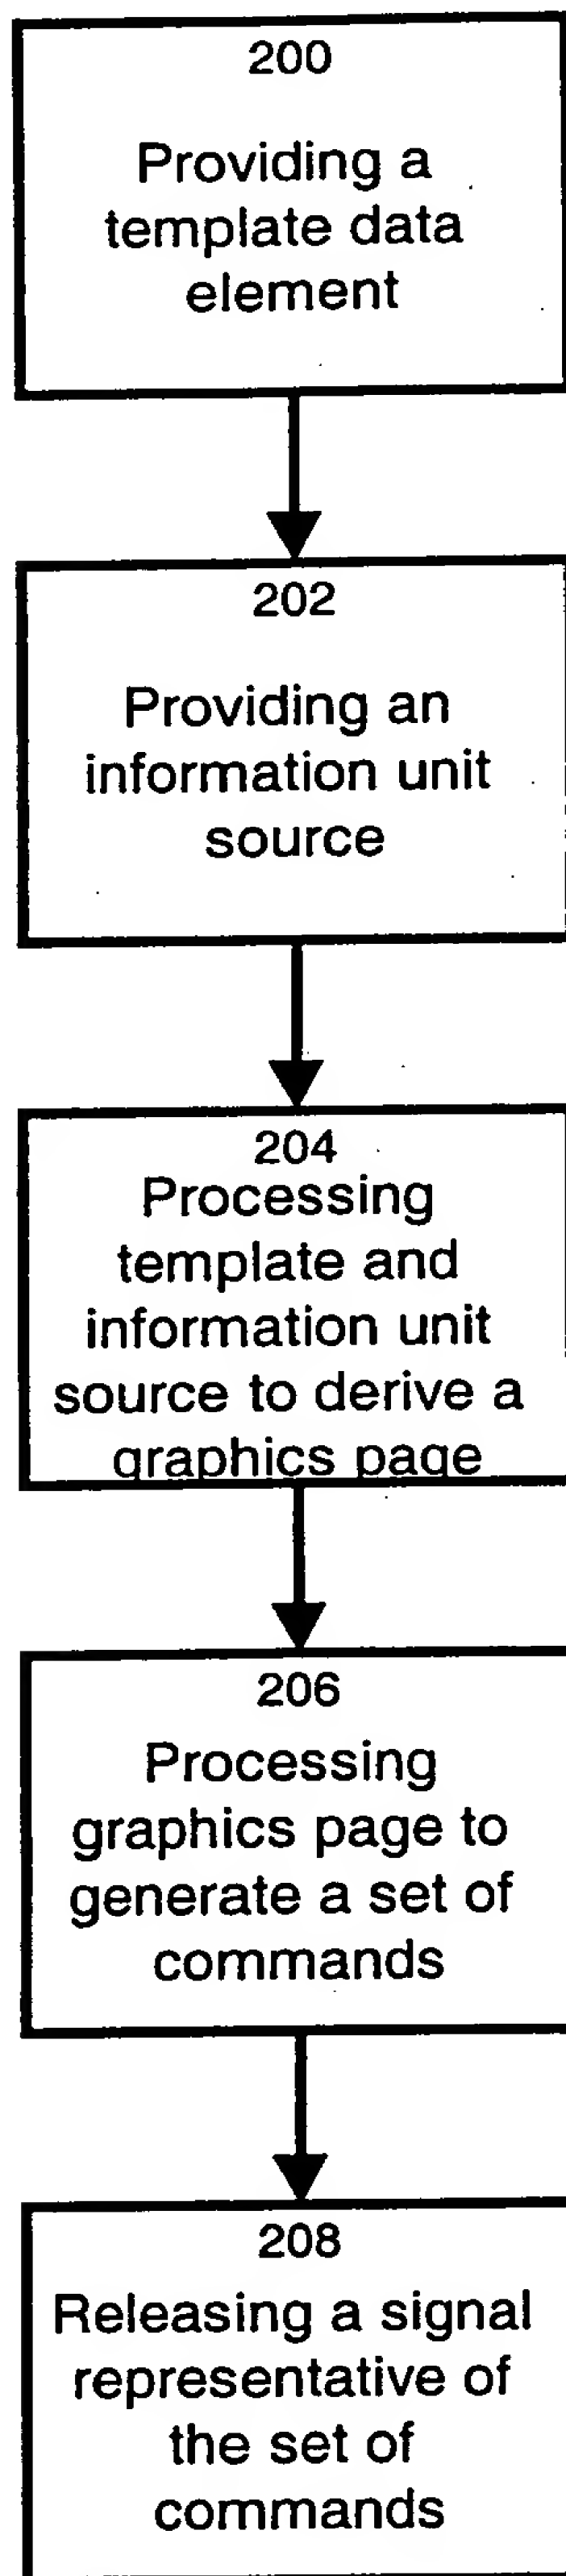 200
Providing a
template data
element
202
Providing an
information unit
source
204
Processing
template and
information unit
source to derive a
graphics page
206
Processing
graphics page to
generate a set of
commands
208
Releasing a signal
representative of
the set of
commands